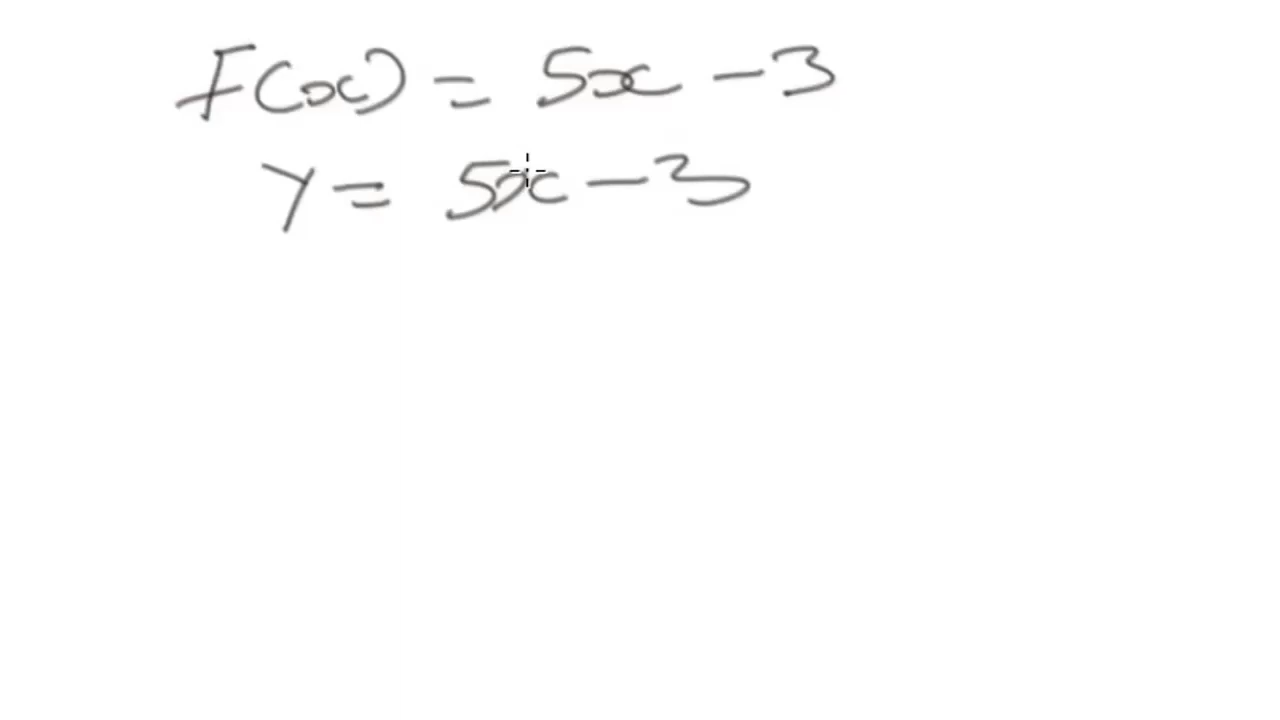 F(x) = 5x - 3
y = 5x - 3